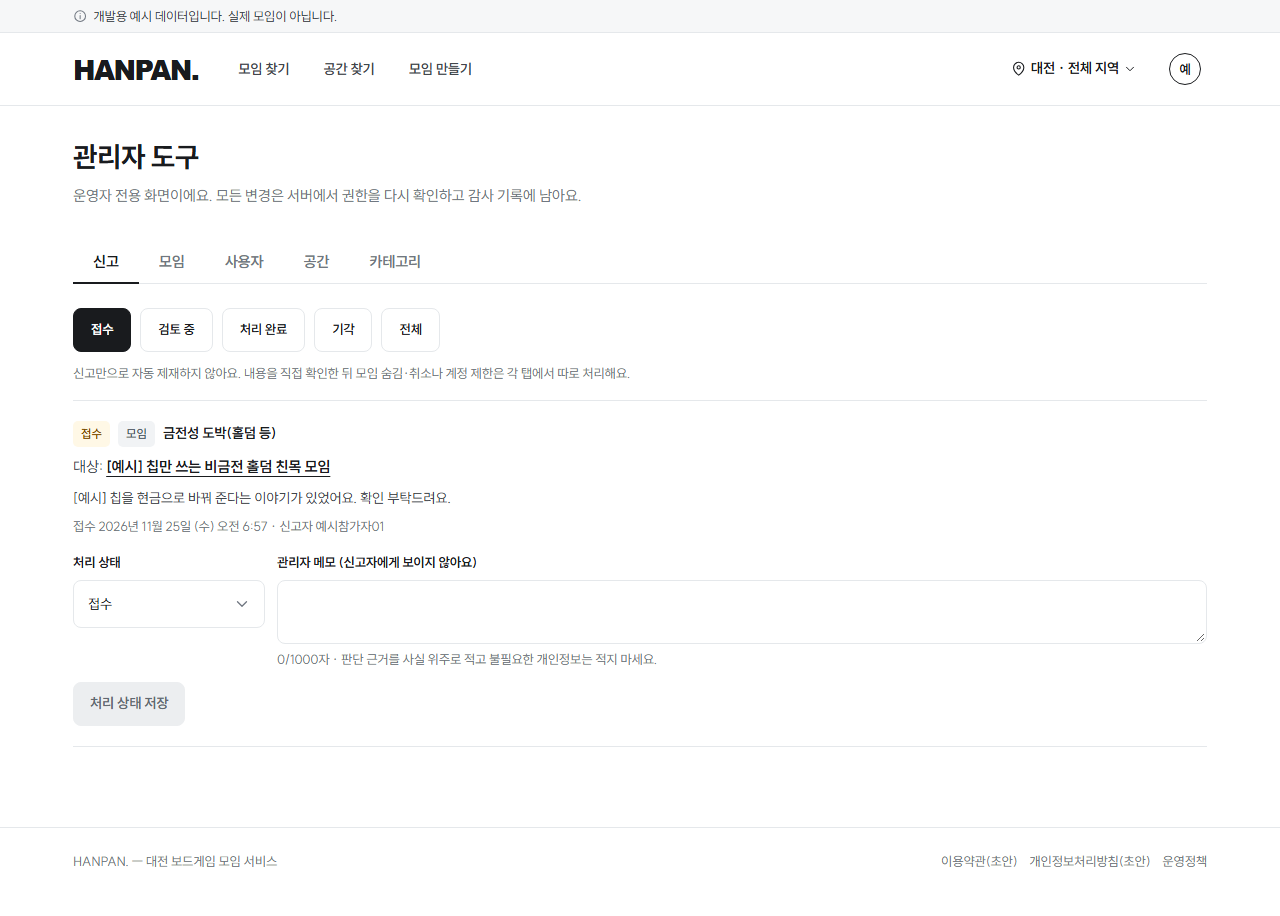 개발용 예시 데이터입니다. 실제 모임이 아닙니다.
HANPAN. 모임 찾기 공간 찾기 모임 만들기 대전 · 전체 지역 예
관리자 도구
운영자 전용 화면이에요. 모든 변경은 서버에서 권한을 다시 확인하고 감사 기록에 남아요.
신고 모임 사용자 공간 카테고리
접수 검토 중 처리 완료 기각 전체
신고만으로 자동 제재하지 않아요. 내용을 직접 확인한 뒤 모임 숨김·취소나 계정 제한은 각 탭에서 따로 처리해요.
접수 모임 금전성 도박(홀덤 등)
대상: [예시] 칩만 쓰는 비금전 홀덤 친목 모임
[예시] 칩을 현금으로 바꿔 준다는 이야기가 있었어요. 확인 부탁드려요.
접수 2026년 11월 25일 (수) 오전 6:57 · 신고자 예시참가자01
처리 상태 관리자 메모 (신고자에게 보이지 않아요)
접수
0/1000자 · 판단 근거를 사실 위주로 적고 불필요한 개인정보는 적지 마세요.
처리 상태 저장
HANPAN. — 대전 보드게임 모임 서비스 이용약관(초안) 개인정보처리방침(초안) 운영정책